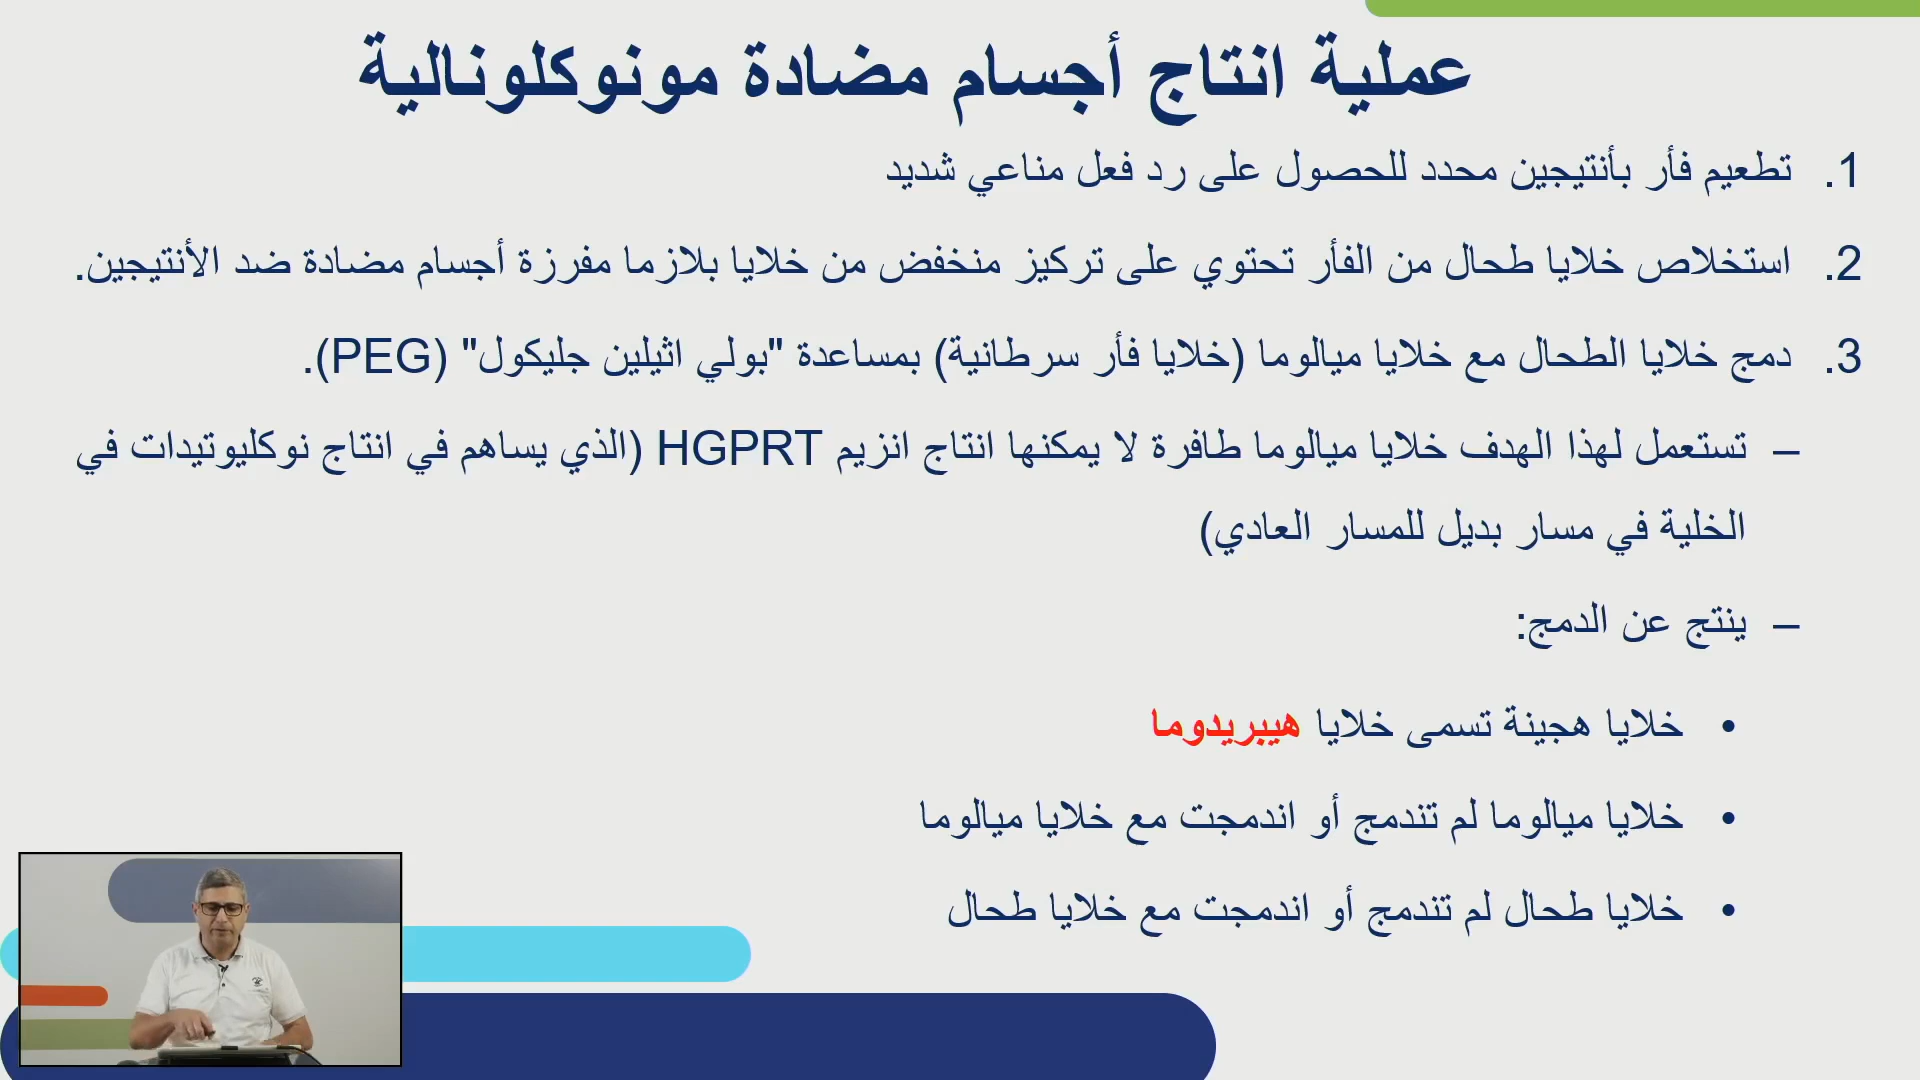 عملية انتاج أجسام مضادة مونوكلونالية
1. تطعيم فأر بأنتيجين محدد للحصول على رد فعل مناعي شديد
2. استخلاص خلايا طحال من الفأر تحتوي على تركيز منخفض من خلايا بلازما مفرزة أجسام مضادة ضد الأنتيجين.
3. دمج خلايا الطحال مع خلايا ميالوما (خلايا فأر سرطانية) بمساعدة "بولي اثيلين جليكول" (PEG).
– تستعمل لهذا الهدف خلايا ميالوما طافرة لا يمكنها انتاج انزيم HGPRT (الذي يساهم في انتاج نوكليوتيدات في
الخلية في مسار بديل للمسار العادي)
– ينتج عن الدمج:
• خلايا هجينة تسمى خلايا هيبريدوما
• خلايا ميالوما لم تندمج أو اندمجت مع خلايا ميالوما
• خلايا طحال لم تندمج أو اندمجت مع خلايا طحال